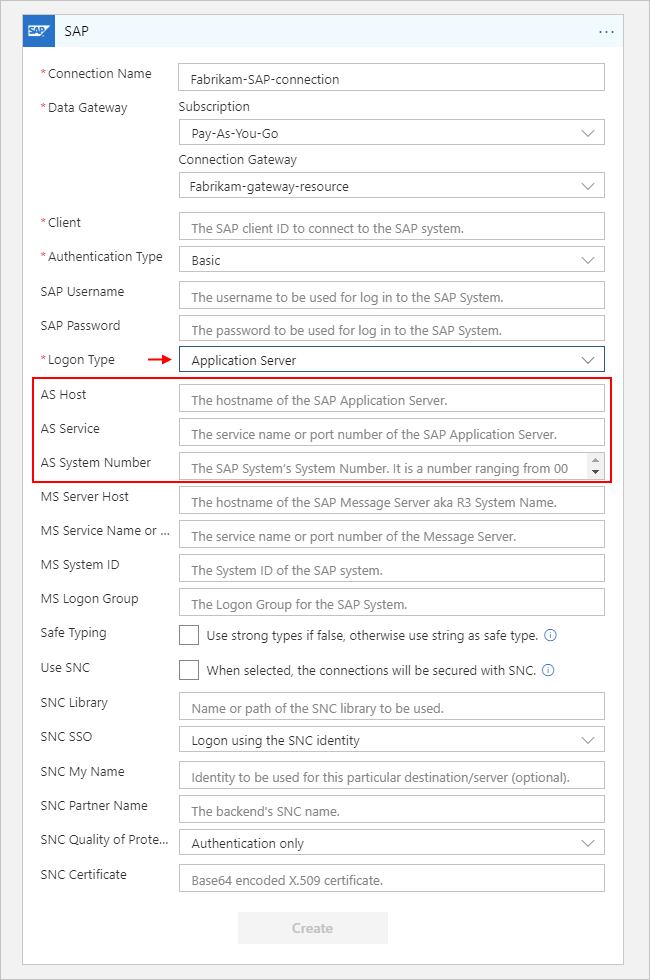 SAP SAP ...
*Connection Name Fabrikam-SAP-connection
*Data Gateway Subscription
Pay-As-You-Go
Connection Gateway
Fabrikam-gateway-resource
*Client The SAP client ID to connect to the SAP system.
*Authentication Type Basic
SAP Username The username to be used for log in to the SAP System.
SAP Password The password to be used for log in to the SAP System.
*Logon Type Application Server
AS Host The hostname of the SAP Application Server.
AS Service The service name or port number of the SAP Application Server.
AS System Number The SAP System's System Number. It is a number ranging from 00
MS Server Host The hostname of the SAP Message Server aka R3 System Name.
MS Service Name or ... The service name or port number of the Message Server.
MS System ID The System ID of the SAP system.
MS Logon Group The Logon Group for the SAP System.
Safe Typing Use strong types if false, otherwise use string as safe type.
Use SNC When selected, the connections will be secured with SNC.
SNC Library Name or path of the SNC library to be used.
SNC SSO Logon using the SNC identity
SNC My Name Identity to be used for this particular destination/server (optional).
SNC Partner Name The backend's SNC name.
SNC Quality of Prote... Authentication only
SNC Certificate Base64 encoded X.509 certificate.
Create